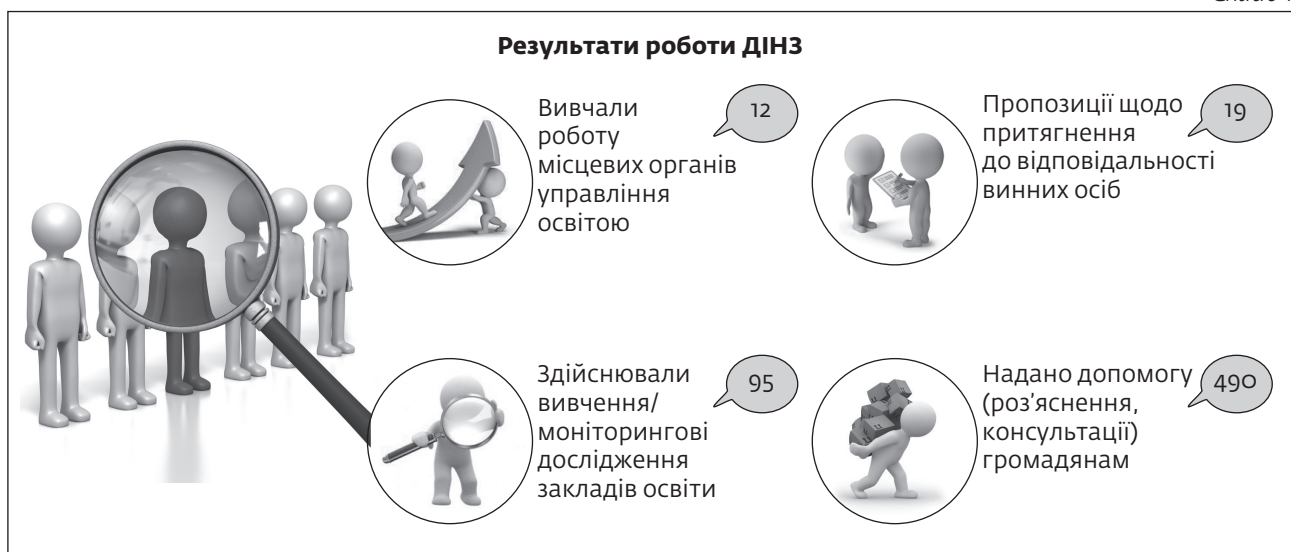 Результати роботи ДІНЗ
Вивчали
роботу
місцевих органів
управління
освітою
12
Пропозиції щодо
притягнення
до відповідальності
винних осіб
19
Здійснювали
вивчення/
моніторингові
дослідження
закладів освіти
95
Надано допомогу
(роз'яснення,
консультації)
громадянам
490